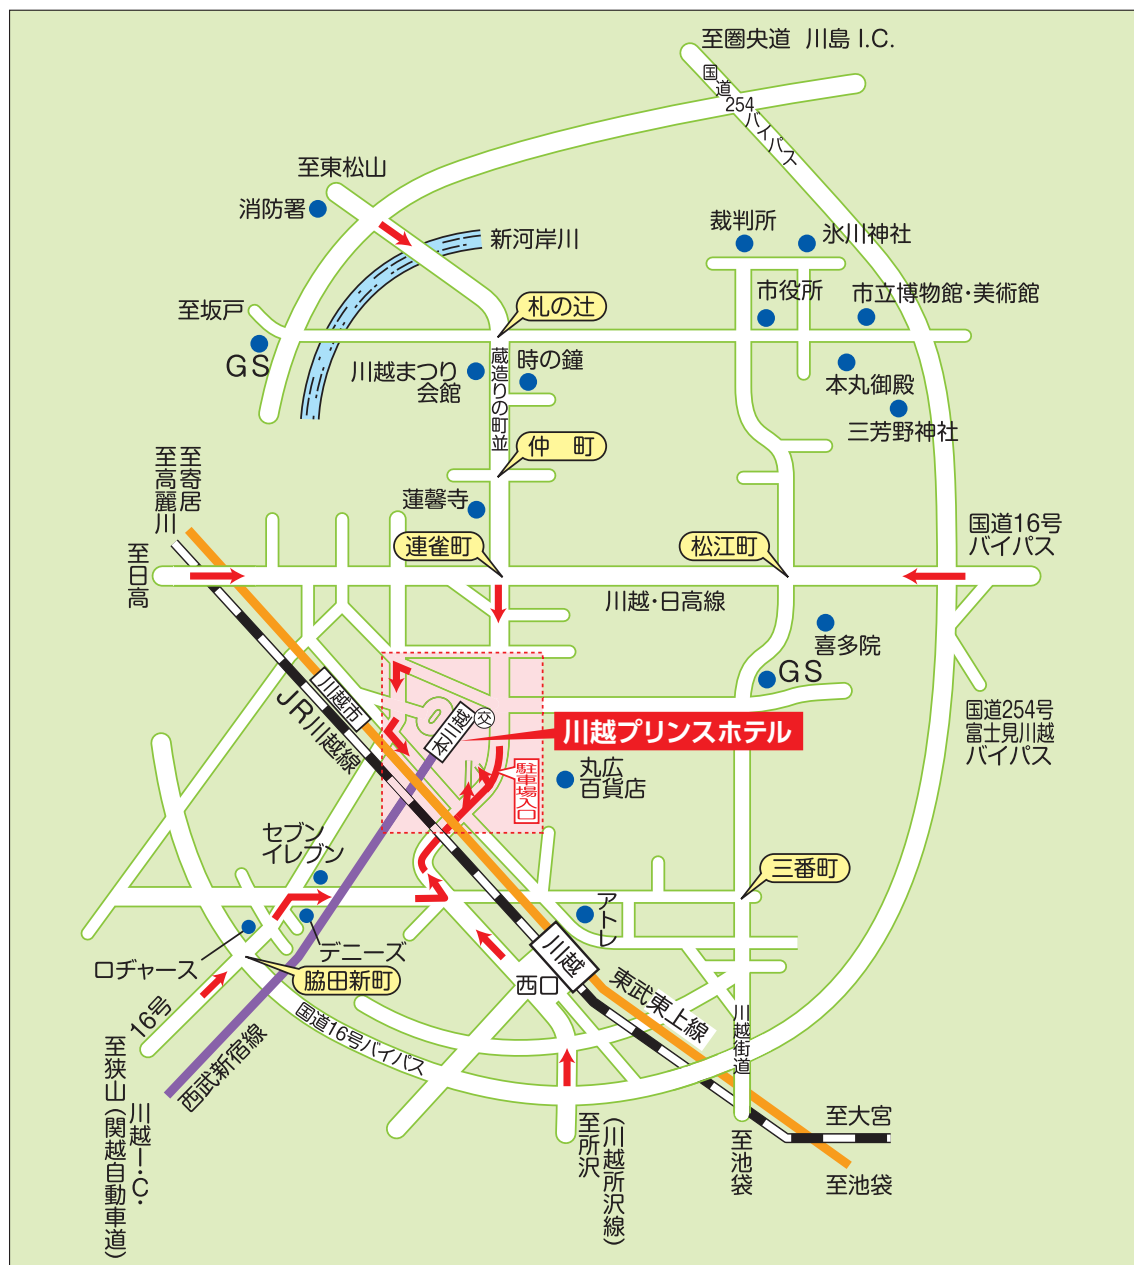 至圏央道 川島 I.C.
国道254バイパス
至東松山
消防署
新河岸川
裁判所
氷川神社
至坂戸
札の辻
市役所
市立博物館・美術館
GS
川越まつり
会館
時の鐘
蔵造りの町並
本丸御殿
三芳野神社
仲 町
至寄居
至高麗川
蓮馨寺
連雀町
松江町
国道16号
バイパス
至日高
川越・日高線
喜多院
GS
川越市
JR川越線
本川越
交
川越プリンスホテル
国道254号
富士見川越
バイパス
駐車場入口
丸広
百貨店
セブン
イレブン
三番町
アトレ
デニーズ
ロヂャース
脇田新町
川越
西口
東武東上線
16号
国道16号バイパス
西武新宿線
川越街道
至狭山(関越自動車道)
川越I・C・
至所沢
(川越所沢線)
至池袋
至大宮
至池袋